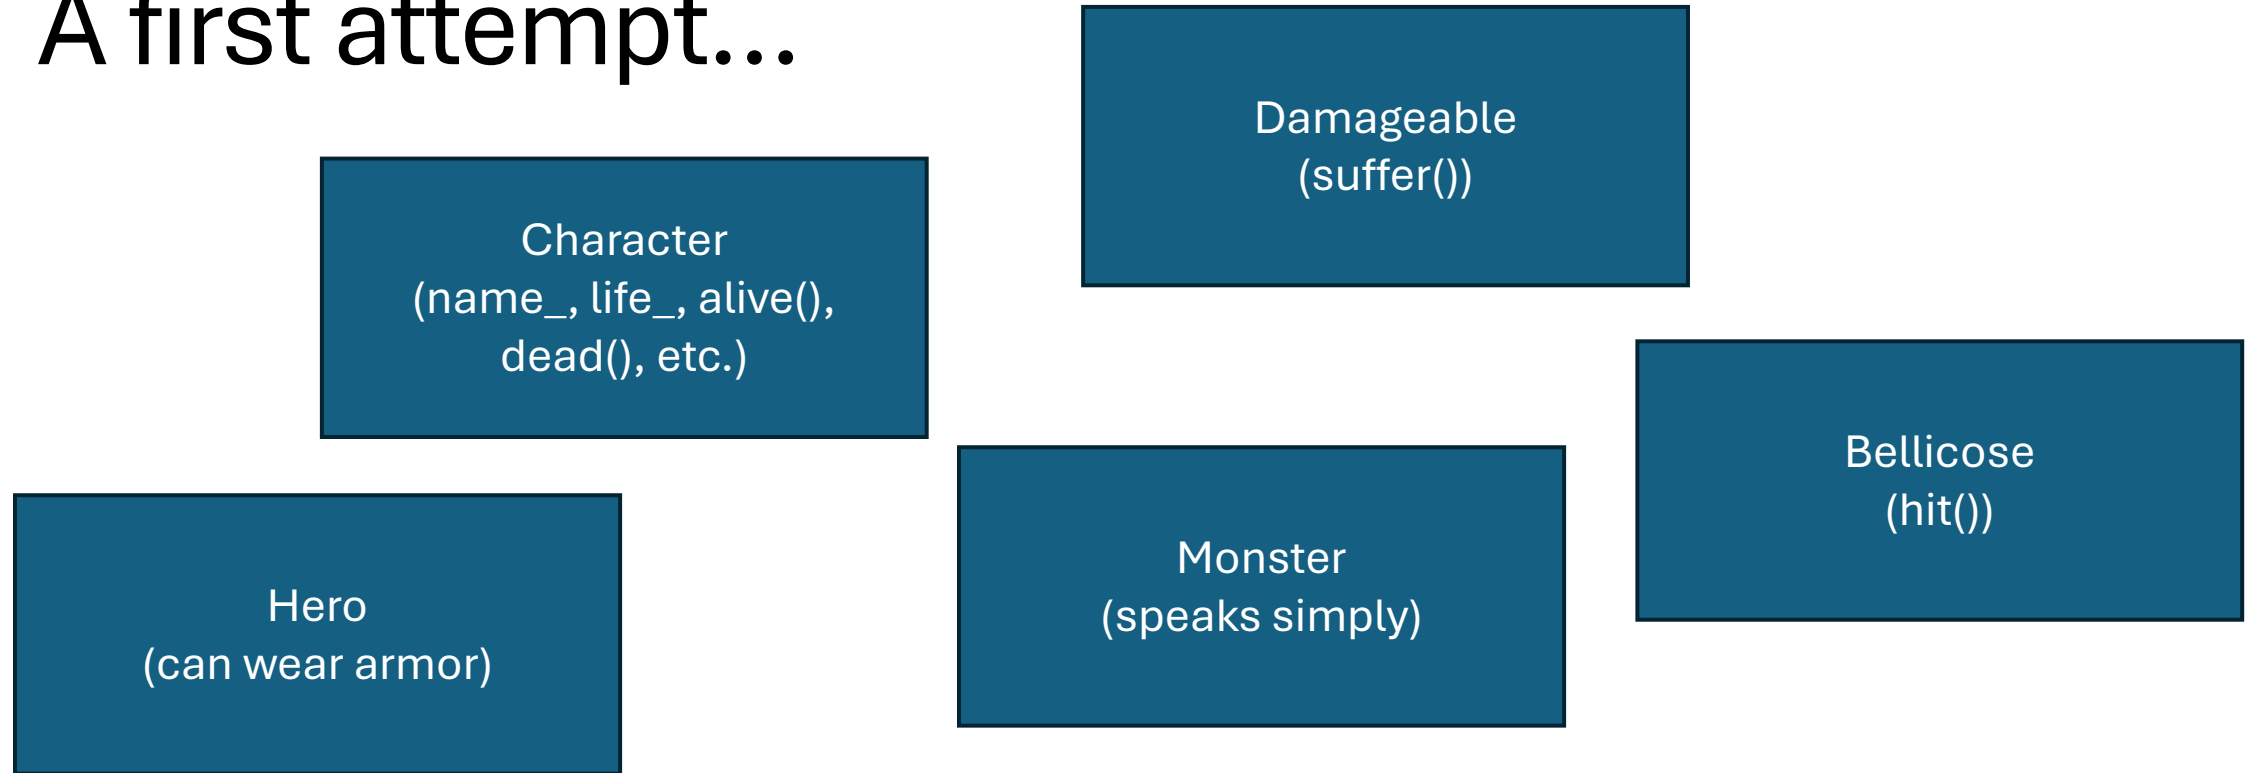 A first attempt...
Damageable
(suffer())
Character
(name_, life_, alive(),
dead(), etc.)
Bellicose
(hit())
Monster
(speaks simply)
Hero
(can wear armor)